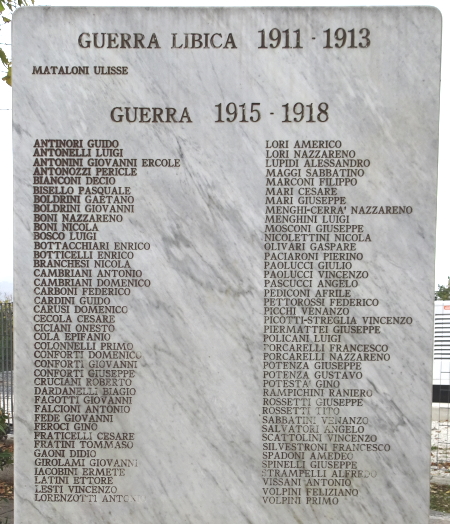 GUERRA LIBICA 1911 - 1913
MATALONI ULISSE
GUERRA 1915 - 1918
ANTINORI GUIDO
ANTONELLI LUIGI
ANTONINI GIOVANNI ERCOLE
ANTONOZZI PERICLE
BIANCONI DECIO
BISELLO PASQUALE
BOLDRINI GAETANO
BOLDRINI GIOVANNI
BONI NAZZARENO
BONI NICOLA
BOSCO LUIGI
BOTTACCHIARI ENRICO
BOTTICELLI ENRICO
BRANCHESI NICOLA
CAMBRIANI ANTONIO
CAMBRIANI DOMENICO
CARBONI FEDERICO
CARDINI GUIDO
CARUSI DOMENICO
CECOLA CESARE
CICIANI ONESTO
COLA EPIFANIO
COLONNELLI PRIMO
CONFORTI DOMENICO
CONFORTI GIOVANNI
CONFORTI GIUSEPPE
CRUCIANI ROBERTO
DARDANELLI BIAGIO
FAGOTTI GIOVANNI
FALCIONI ANTONIO
FEDE GIOVANNI
FEROCI GINO
FRATICELLI CESARE
FRATINI TOMMASO
GAONI DIDIO
GIROLAMI GIOVANNI
IACOBINI ERMETE
LATINI ETTORE
LESTI VINCENZO
LORENZOTTI ANTONIO
LORI AMERICO
LORI NAZZARENO
LUPIDI ALESSANDRO
MAGGI SABBATINO
MARCONI FILIPPO
MARI CESARE
MARI GIUSEPPE
MENGHI-CERRA' NAZZARENO
MENGHINI LUIGI
MOSCONI GIUSEPPE
NICOLETTINI NICOLA
OLIVARI GASPARE
PACIARONI PIERINO
PAOLUCCI GIULIO
PAOLUCCI VINCENZO
PASCUCCI ANGELO
PEDICONI AFRILE
PETTOROSSI FEDERICO
PICCHI VENANZO
PICOTTI-STREGLIA VINCENZO
PIERMATTEI GIUSEPPE
POLICANI LUIGI
PORCARELLI FRANCESCO
PORCARELLI NAZZARENO
POTENZA GIUSEPPE
POTENZA GUSTAVO
POTESTA' GINO
RAMPICHINI RANIERO
ROSSETTI GIUSEPPE
ROSSETTI TITO
SABBATINI VENANZO
SALVATORI ANGELO
SCATTOLINI VINCENZO
SILVESTRONI FRANCESCO
SPADONI AMEDEO
SPINELLI GIUSEPPE
STRAMPELLI ALFREDO
VISSANI ANTONIO
VOLPINI FELIZIANO
VOLPINI PRIMO